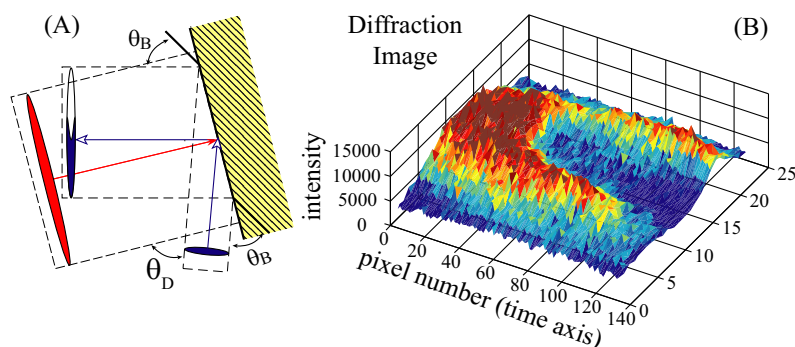 (A)
θB
θD
θB
Diffraction
Image
(B)
intensity
15000
10000
5000
0
0
20
40
60
80
100
120
140
pixel number (time axis)
0
5
10
15
20
25